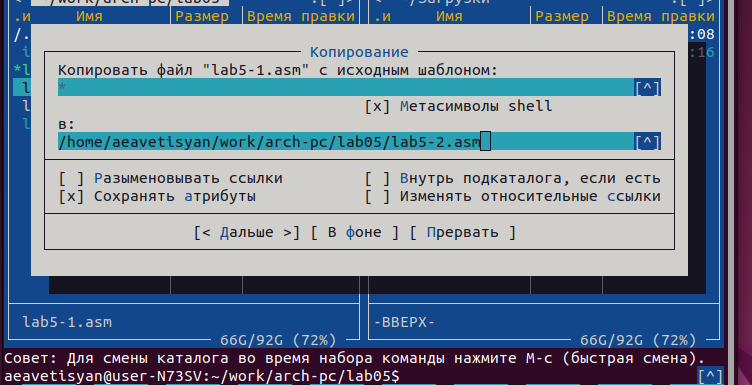 < ~/work/arch-pc/lab05 .[^]> < ~/Загрузки .[^]>
.и Имя Размер Время правки .и Имя Размер Время правки
/. :08
:16
*l
l
l
l
Копирование
Копировать файл "lab5-1.asm" с исходным шаблоном:
* [^]
[x] Метасимволы shell
в:
/home/aeavetisyan/work/arch-pc/lab05/lab5-2.asm [^]
[ ] Разыменовывать ссылки [ ] Внутрь подкаталога, если есть
[x] Сохранять атрибуты [ ] Изменять относительные ссылки
[< Дальше >] [ В фоне ] [ Прервать ]
lab5-1.asm -ВВЕРХ-
66G/92G (72%) 66G/92G (72%)
Совет: Для смены каталога во время набора команды нажмите M-c (быстрая смена).
aeavetisyan@user-N73SV:~/work/arch-pc/lab05$ [^]